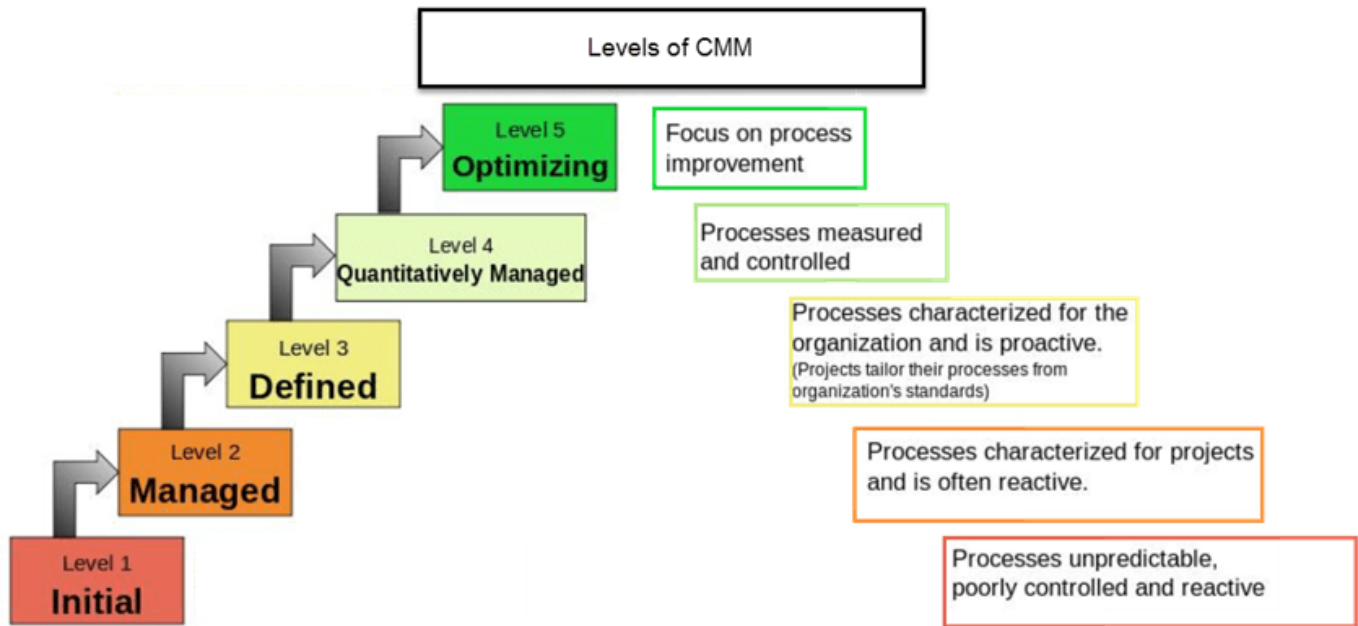 Levels of CMM
Level 5
Optimizing
Focus on process
improvement
Level 4
Quantitatively Managed
Processes measured
and controlled
Level 3
Defined
Processes characterized for the
organization and is proactive.
(Projects tailor their processes from
organization's standards)
Level 2
Managed
Processes characterized for projects
and is often reactive.
Level 1
Initial
Processes unpredictable,
poorly controlled and reactive